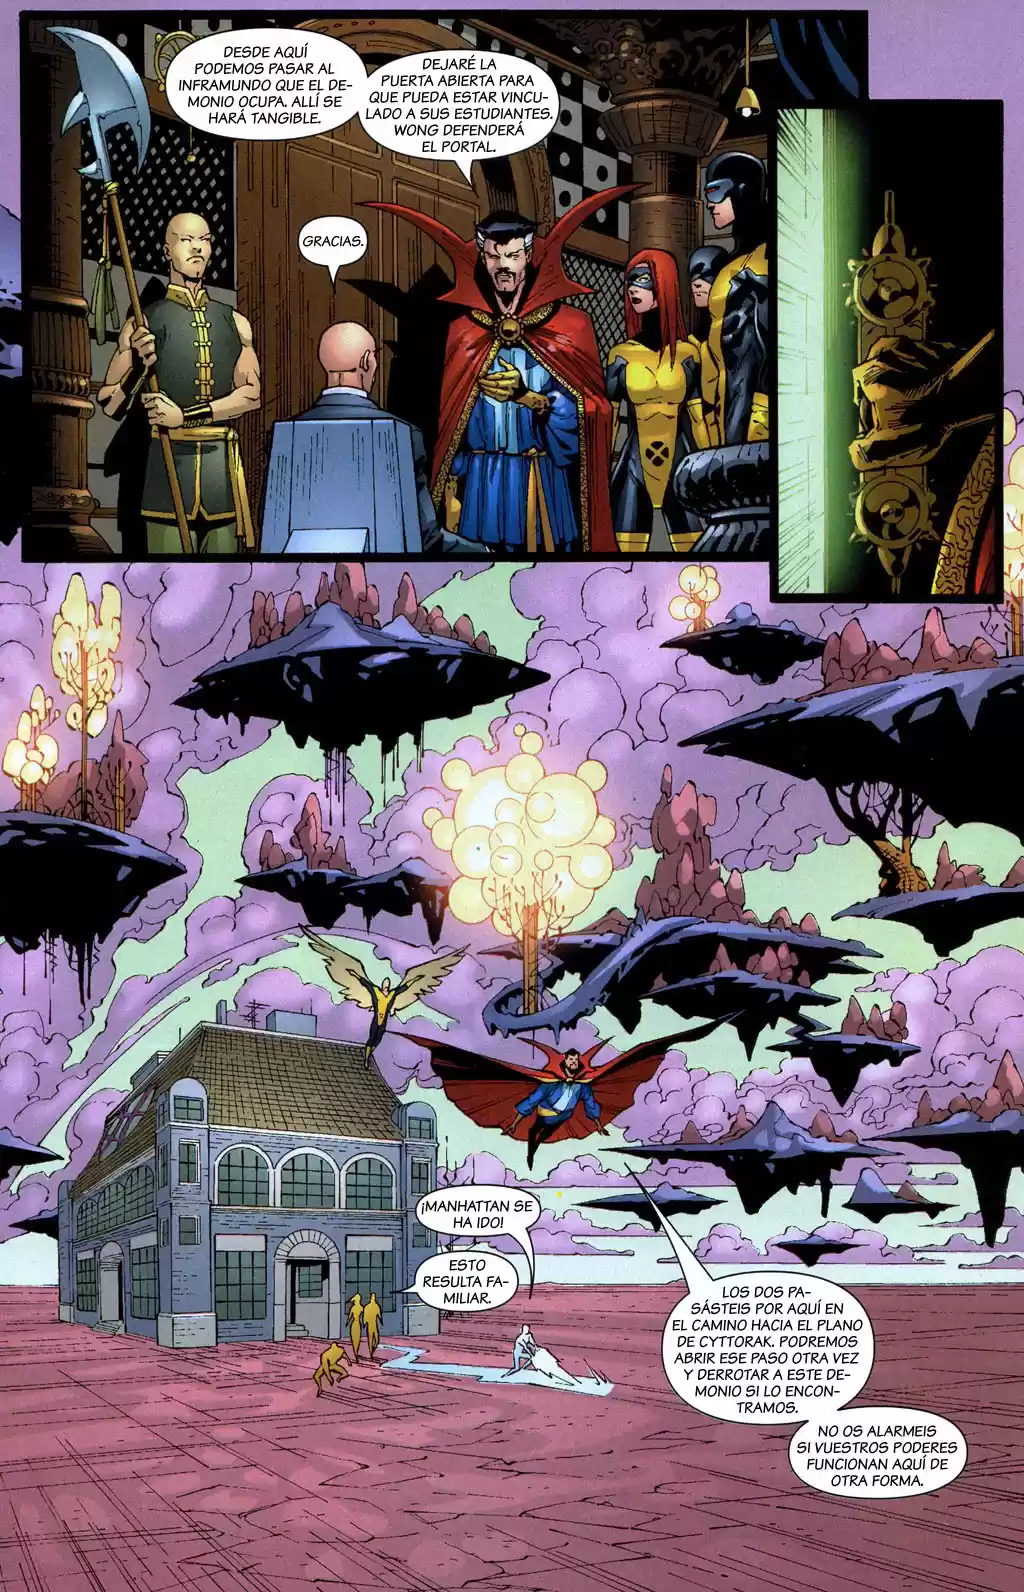 DESDE AQUÍ
PODEMOS PASAR AL
INFRAMUNDO QUE EL DE-
MONIO OCUPA. ALLÍ SE
HARÁ TANGIBLE.
DEJARÉ LA
PUERTA ABIERTA PARA
QUE PUEDA ESTAR VINCU-
LADO A SUS ESTUDIANTES.
WONG DEFENDERÁ
EL PORTAL.
GRACIAS.
¡MANHATTAN SE
HA IDO!
ESTO
RESULTA FA-
MILIAR.
LOS DOS PA-
SÁSTEIS POR AQUÍ EN
EL CAMINO HACIA EL PLANO
DE CYTTORAK. PODREMOS
ABRIR ESE PASO OTRA VEZ
Y DERROTAR A ESTE DE-
MONIO SI LO ENCON-
TRAMOS.
NO OS ALARMEIS
SI VUESTROS PODERES
FUNCIONAN AQUÍ DE
OTRA FORMA.